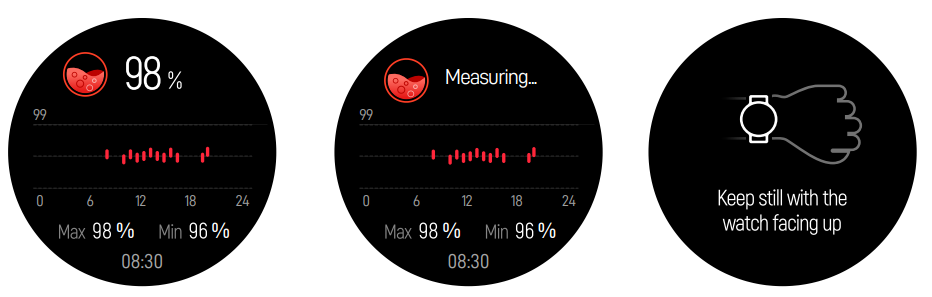 98 %
99
0 6 12 18 24
Max 98 % Min 96 %
08:30
Measuring...
99
0 6 12 18 24
Max 98 % Min 96 %
08:30
Keep still with the
watch facing up